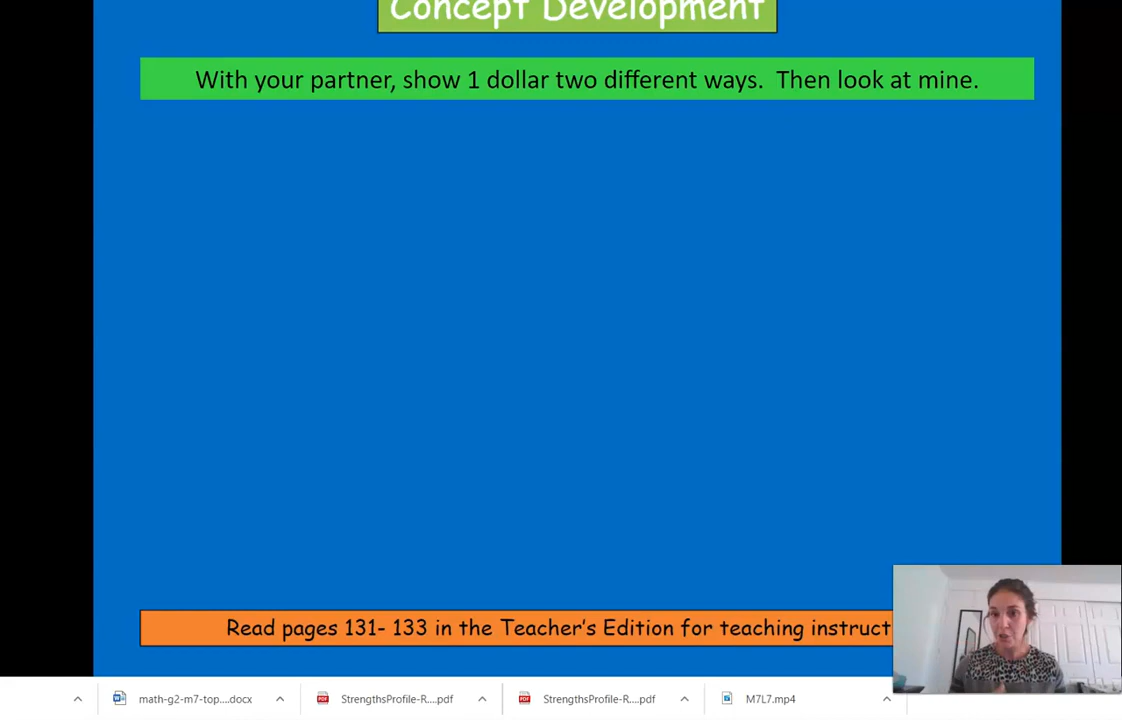 Concept Development
With your partner, show 1 dollar two different ways. Then look at mine.
Read pages 131- 133 in the Teacher's Edition for teaching instruct
math-g2-m7-top....docx
StrengthsProfile-R....pdf
StrengthsProfile-R....pdf
M7L7.mp4